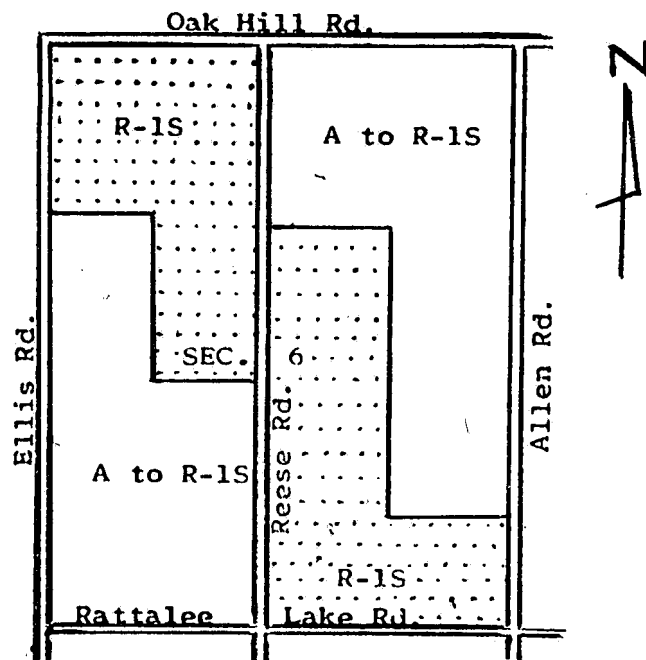 Oak Hill Rd.
N
R-1S
A to R-1S
SEC. 6
Ellis Rd.
Reese Rd.
Allen Rd.
A to R-1S
R-1S
Rattalee Lake Rd.